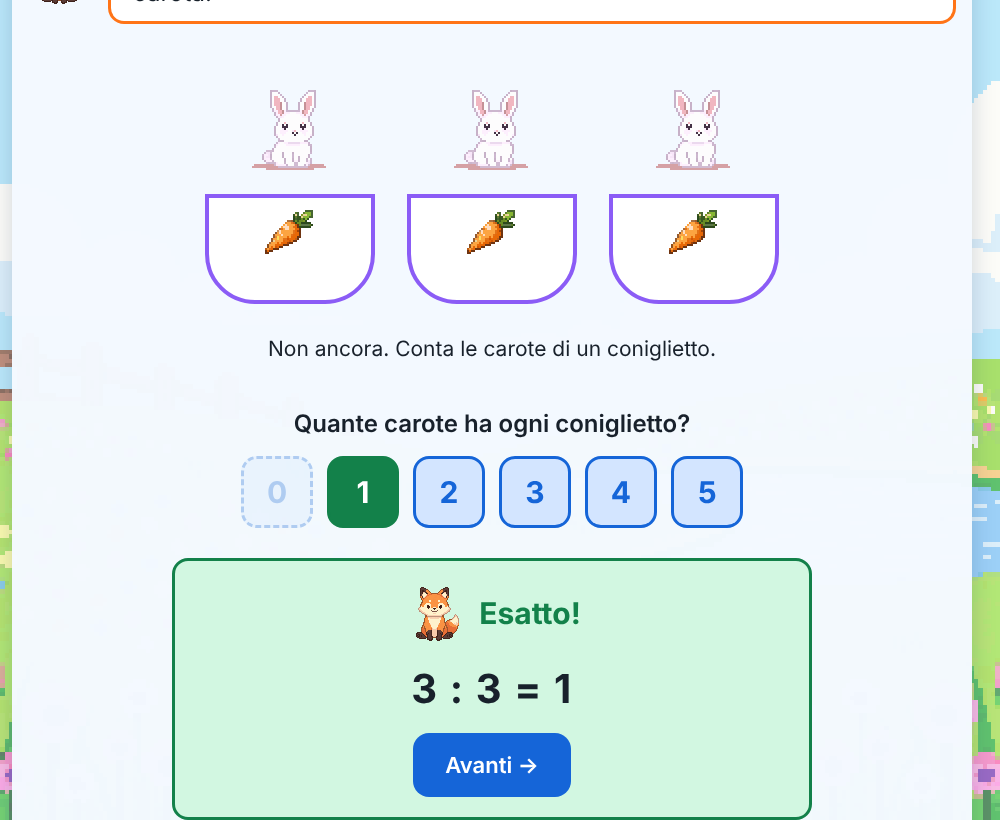 Non ancora. Conta le carote di un coniglietto.
Quante carote ha ogni coniglietto?
0 1 2 3 4 5
Esatto!
3 : 3 = 1
Avanti →